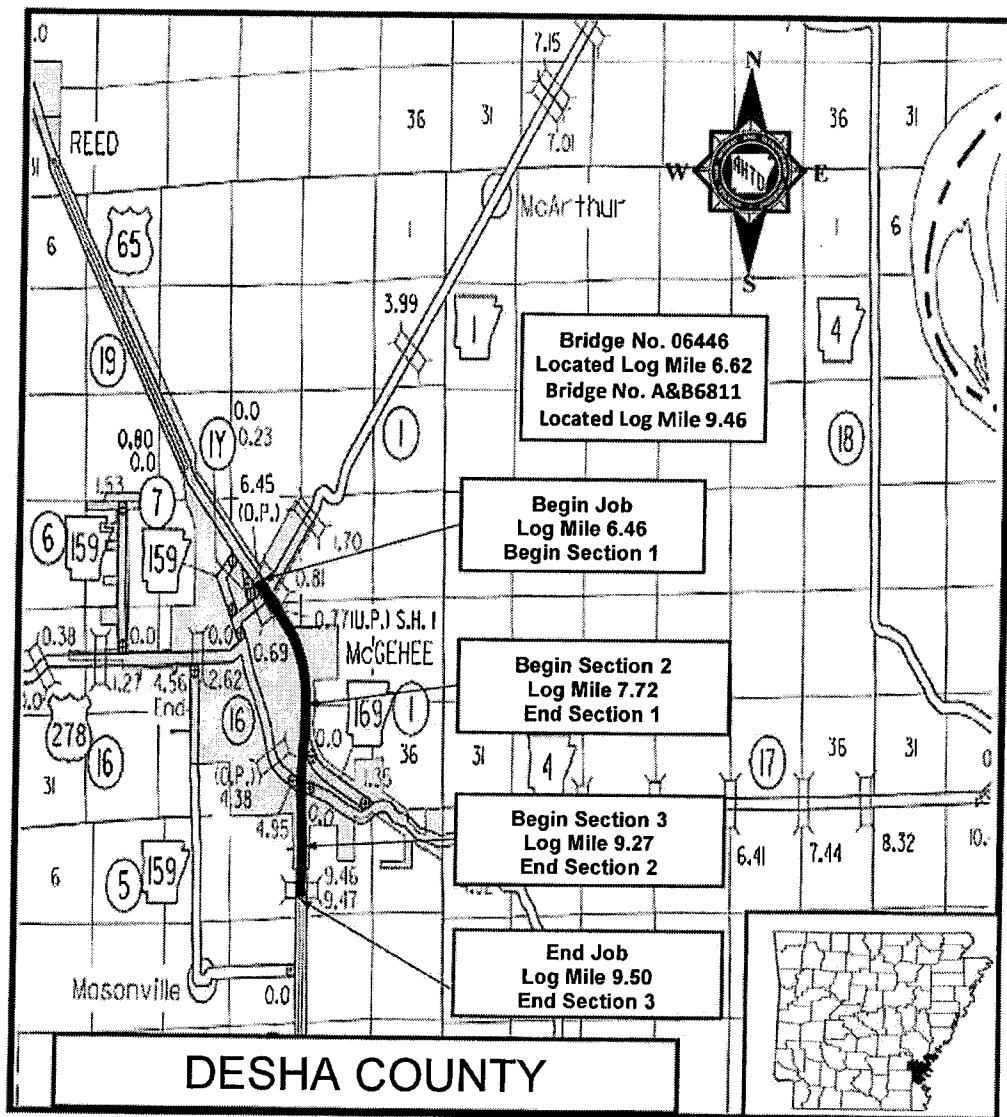 .0
7.15
N
36
31
36
31
REED
7.01
W
AHTD
E
McArthur
6
65
1
1
6
S
3.99
1
4
Bridge No. 06446
Located Log Mile 6.62
Bridge No. A&B6811
Located Log Mile 9.46
19
0.0
0.23
1Y
1
18
0.80
0.0
6.45
(O.P.)
1.53
7
Begin Job
Log Mile 6.46
Begin Section 1
6
159
159
1.70
0.81
0.77(U.P.) S.H. 1
0.38
0.0
0.0
0.69
McGEHEE
Begin Section 2
Log Mile 7.72
End Section 1
1.27
4.56
2.62
End
278
16
16
169
1
0.0
36
31
4
17
36
31
31
(O.P.)
4.38
1.35
4.95
0.0
Begin Section 3
Log Mile 9.27
End Section 2
6.41
7.44
8.32
10.
6
5
159
9.46
9.47
Masonville
0.0
End Job
Log Mile 9.50
End Section 3
DESHA COUNTY